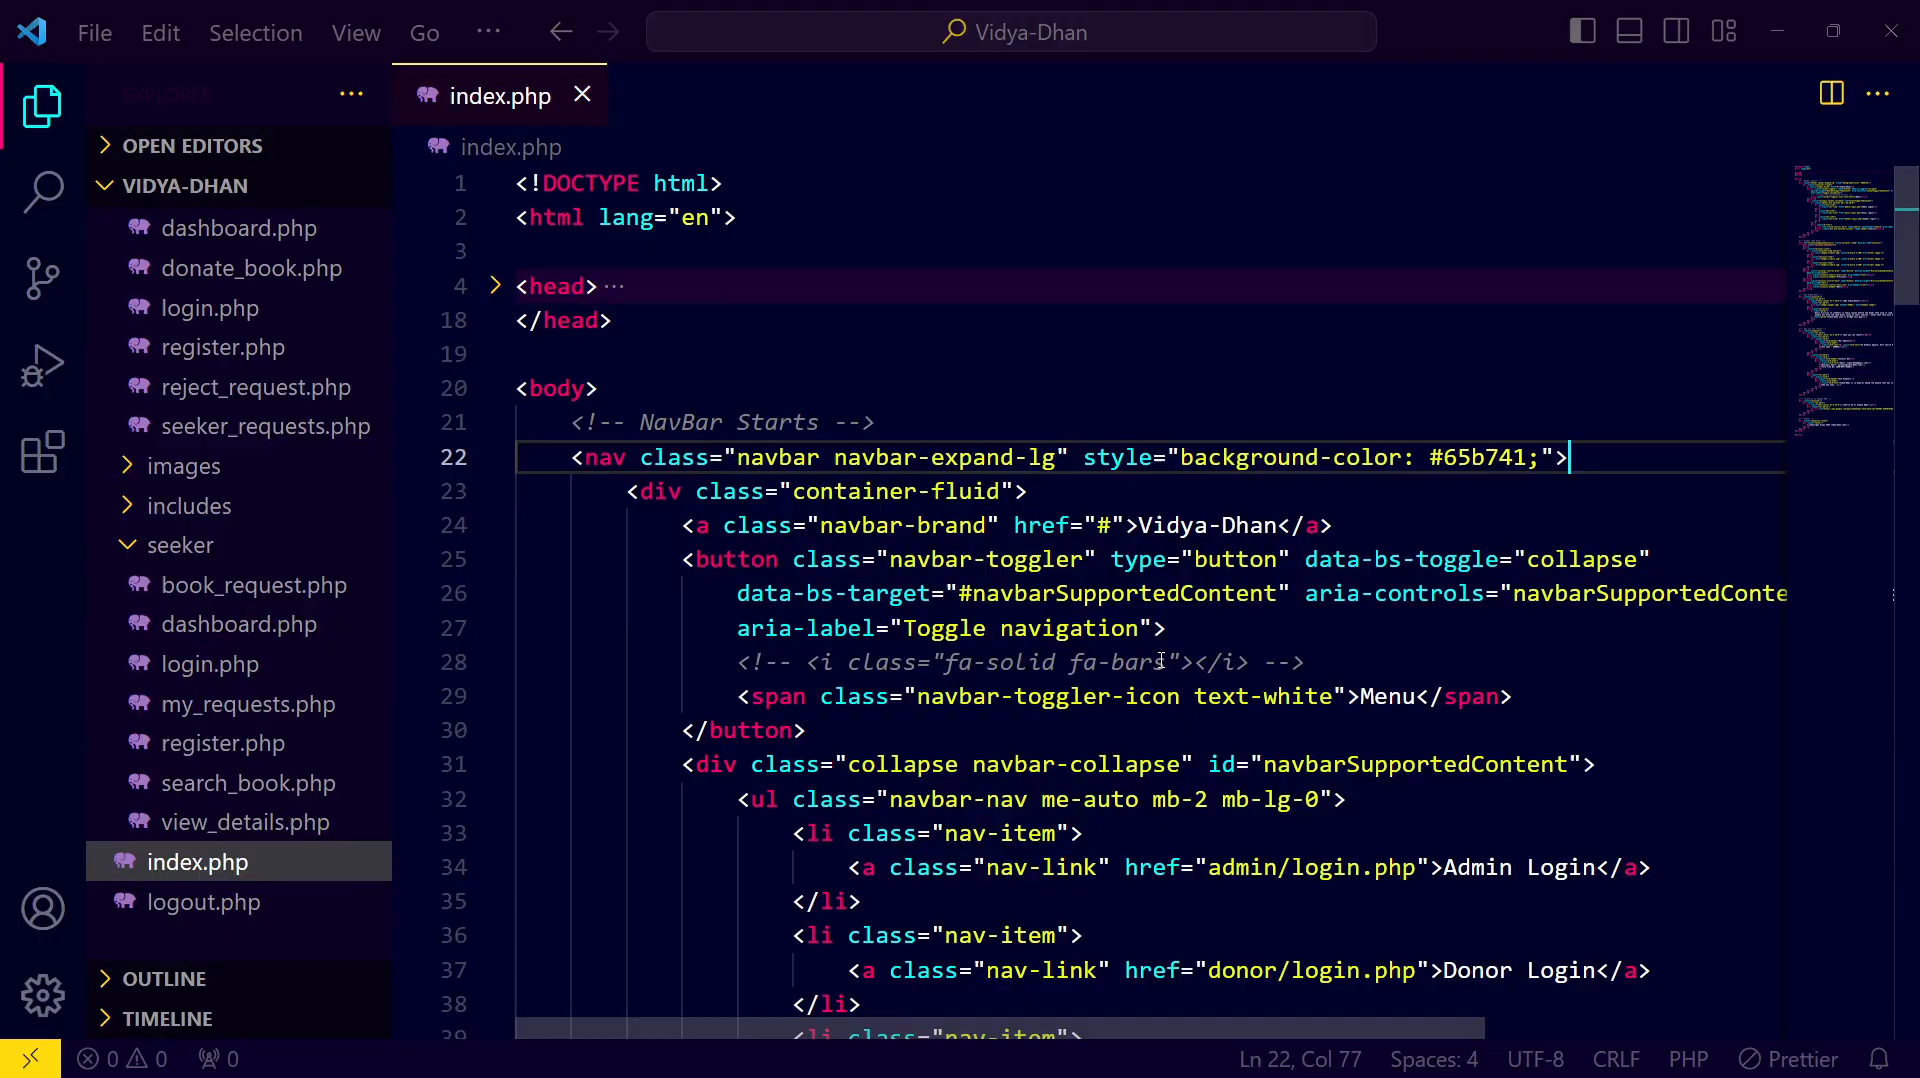 File Edit Selection View Go ··· Vidya-Dhan
EXPLORER ···
OPEN EDITORS
VIDYA-DHAN
dashboard.php
donate_book.php
login.php
register.php
reject_request.php
seeker_requests.php
images
includes
seeker
book_request.php
dashboard.php
login.php
my_requests.php
register.php
search_book.php
view_details.php
index.php
logout.php
OUTLINE
TIMELINE
index.php
index.php
1 <!DOCTYPE html>
2 <html lang="en">
3
4 <head> ···
18 </head>
19
20 <body>
21 <!-- NavBar Starts -->
22 <nav class="navbar navbar-expand-lg" style="background-color: #65b741;">
23 <div class="container-fluid">
24 <a class="navbar-brand" href="#">Vidya-Dhan</a>
25 <button class="navbar-toggler" type="button" data-bs-toggle="collapse"
26 data-bs-target="#navbarSupportedContent" aria-controls="navbarSupportedConte
27 aria-label="Toggle navigation">
28 <!-- <i class="fa-solid fa-bars"></i> -->
29 <span class="navbar-toggler-icon text-white">Menu</span>
30 </button>
31 <div class="collapse navbar-collapse" id="navbarSupportedContent">
32 <ul class="navbar-nav me-auto mb-2 mb-lg-0">
33 <li class="nav-item">
34 <a class="nav-link" href="admin/login.php">Admin Login</a>
35 </li>
36 <li class="nav-item">
37 <a class="nav-link" href="donor/login.php">Donor Login</a>
38 </li>
39 <li class="nav-item">
0 0 0 Ln 22, Col 77 Spaces: 4 UTF-8 CRLF PHP Prettier